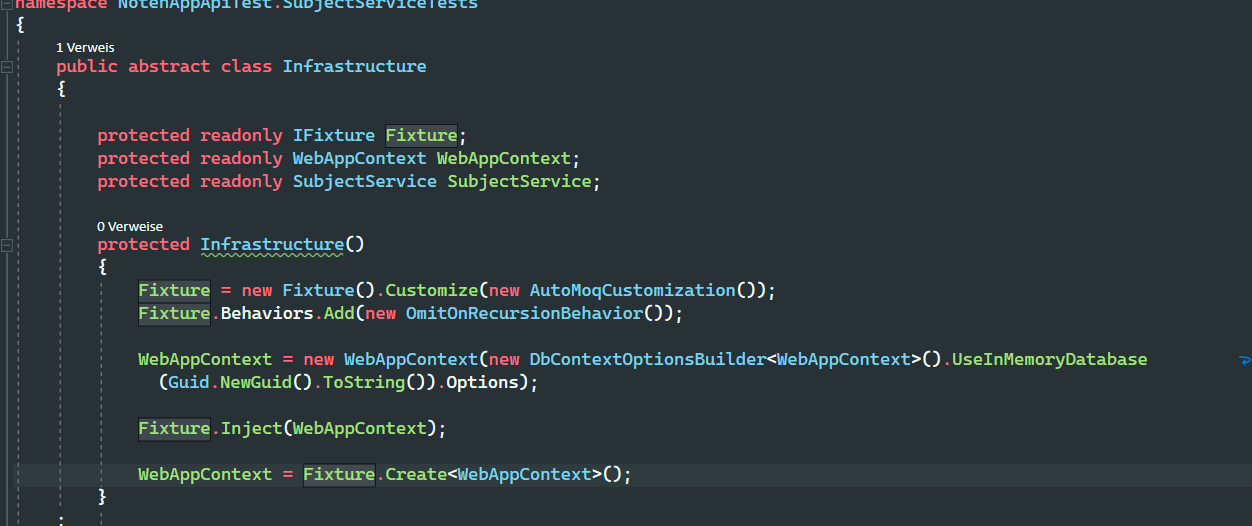 namespace NotenAppApiTest.SubjectServiceTests
{
1 Verweis
public abstract class Infrastructure
{
protected readonly IFixture Fixture;
protected readonly WebAppContext WebAppContext;
protected readonly SubjectService SubjectService;
0 Verweise
protected Infrastructure()
{
Fixture = new Fixture().Customize(new AutoMoqCustomization());
Fixture.Behaviors.Add(new OmitOnRecursionBehavior());
WebAppContext = new WebAppContext(new DbContextOptionsBuilder<WebAppContext>().UseInMemoryDatabase
(Guid.NewGuid().ToString()).Options);
Fixture.Inject(WebAppContext);
WebAppContext = Fixture.Create<WebAppContext>();
}